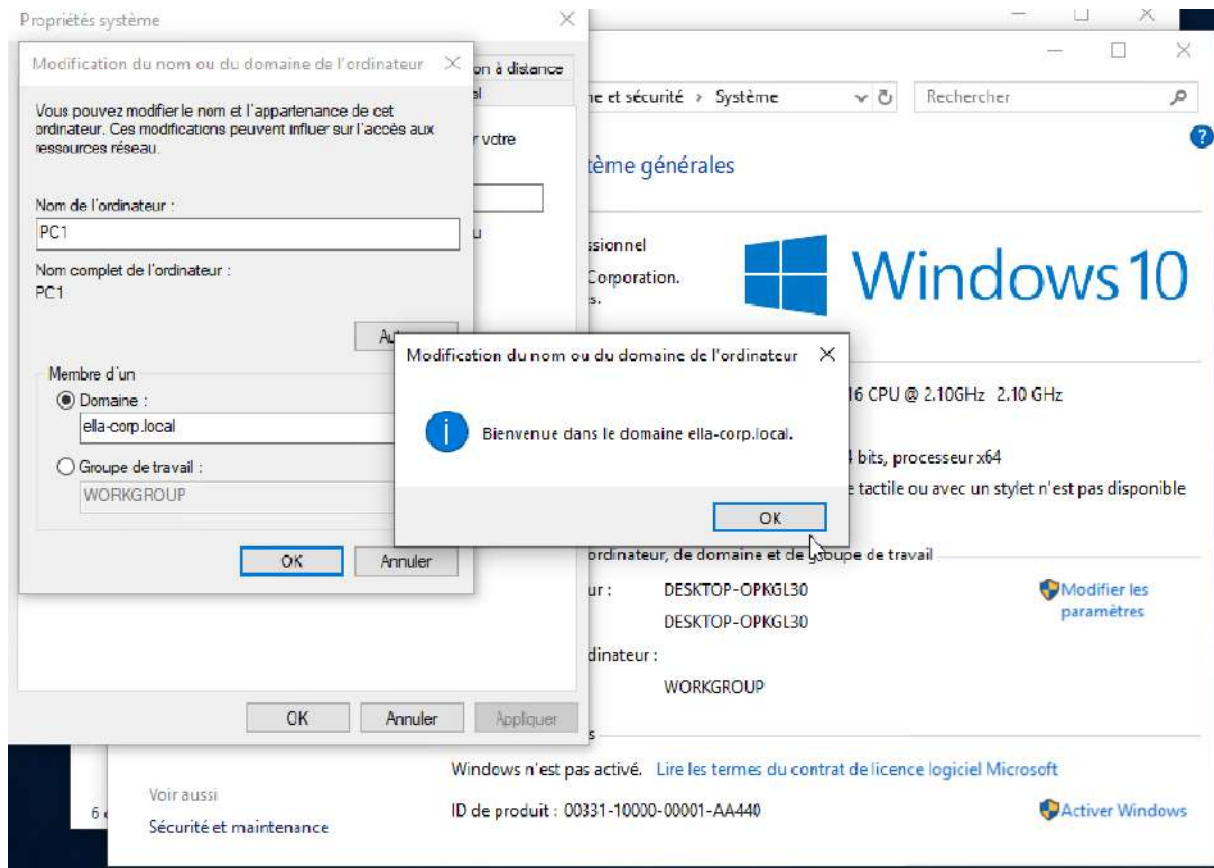 Propriétés système
Modification du nom ou du domaine de l'ordinateur
Vous pouvez modifier le nom et l'appartenance de cet
ordinateur. Ces modifications peuvent influer sur l'accès aux
ressources réseau.
Nom de l'ordinateur :
PC1
Nom complet de l'ordinateur :
PC1
Membre d'un
Domaine :
ella-corp.local
Groupe de travail :
WORKGROUP
OK Annuler
à distance
votre
OK Annuler Appliquer
Modification du nom ou du domaine de l'ordinateur
Bienvenue dans le domaine ella-corp.local.
OK
et sécurité > Système
Rechercher
générales
Corporation.
Windows 10
CPU @ 2.10GHz 2.10 GHz
bits, processeur x64
tactile ou avec un stylet n'est pas disponible
ordinateur, de domaine et de groupe de travail
DESKTOP-OPKGL30
Modifier les
paramètres
DESKTOP-OPKGL30
WORKGROUP
Windows n'est pas activé. Lire les termes du contrat de licence logiciel Microsoft
ID de produit : 00331-10000-00001-AA440
Activer Windows
Voir aussi
Sécurité et maintenance